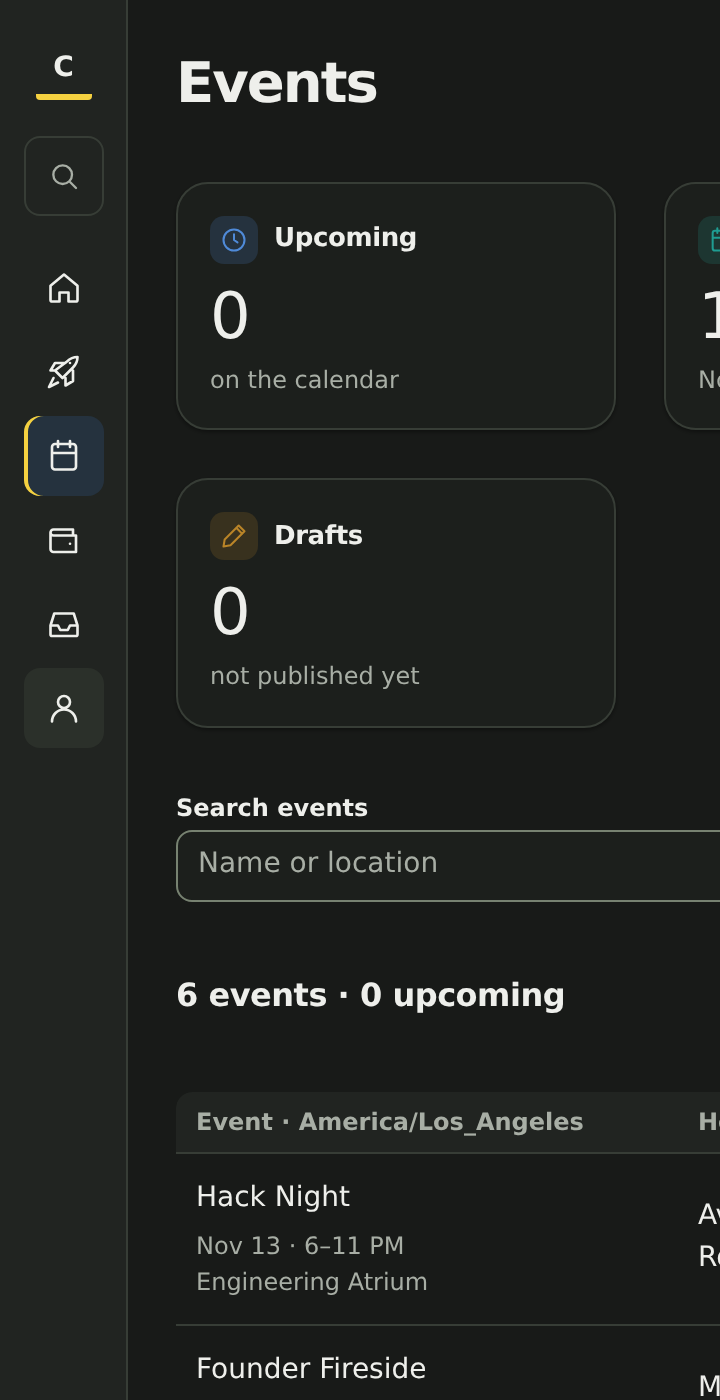 C
Events
Upcoming
0
on the calendar
Drafts
0
not published yet
Search events
Name or location
6 events · 0 upcoming
Event · America/Los_Angeles
Hack Night
Nov 13 · 6–11 PM
Engineering Atrium
Founder Fireside